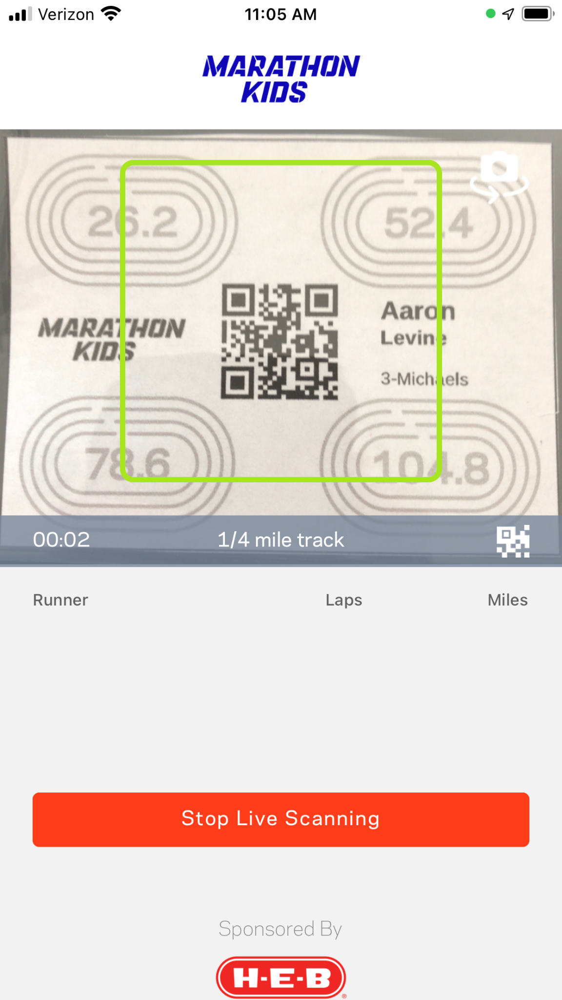 Verizon 11:05 AM
MARATHON
KIDS
26.2 52.4
MARATHON
KIDS
Aaron
Levine
3-Michaels
78.6 104.8
00:02 1/4 mile track
Runner Laps Miles
Stop Live Scanning
Sponsored By
H-E-B®